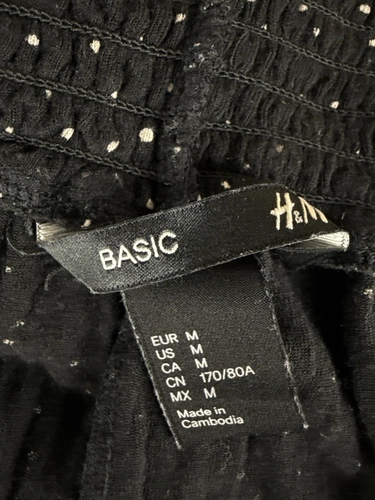 BASIC
H&M
EUR M
US M
CA M
CN 170/80A
MX M
Made in
Cambodia